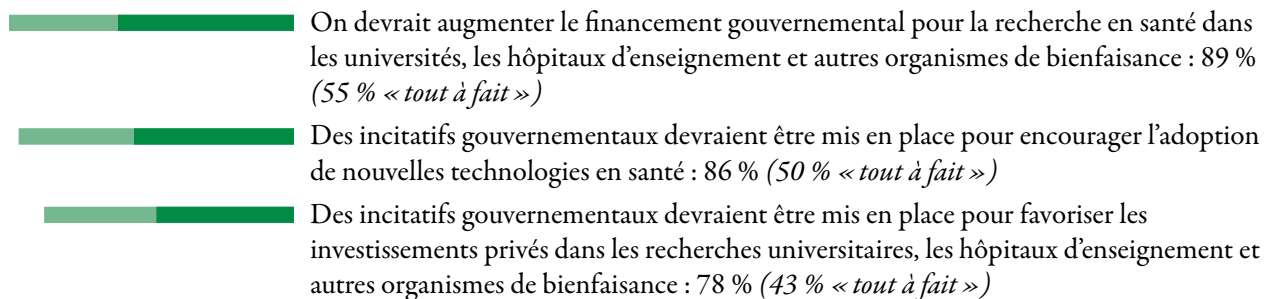 On devrait augmenter le financement gouvernemental pour la recherche en santé dans
les universités, les hôpitaux d’enseignement et autres organismes de bienfaisance : 89 %
(55 % « tout à fait »)
Des incitatifs gouvernementaux devraient être mis en place pour encourager l’adoption
de nouvelles technologies en santé : 86 % (50 % « tout à fait »)
Des incitatifs gouvernementaux devraient être mis en place pour favoriser les
investissements privés dans les recherches universitaires, les hôpitaux d’enseignement et
autres organismes de bienfaisance : 78 % (43 % « tout à fait »)